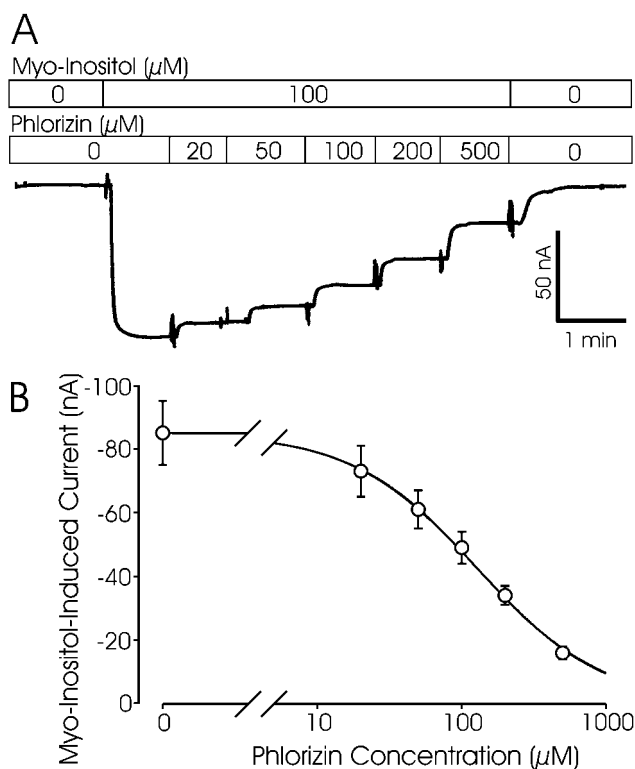 A
Myo-Inositol (µM)
0 100 0
Phlorizin (µM)
0 20 50 100 200 500 0
50 nA
1 min
B
Myo-Inositol-Induced Current (nA)
-100
-80
-60
-40
-20
0
0 10 100 1000
Phlorizin Concentration (µM)